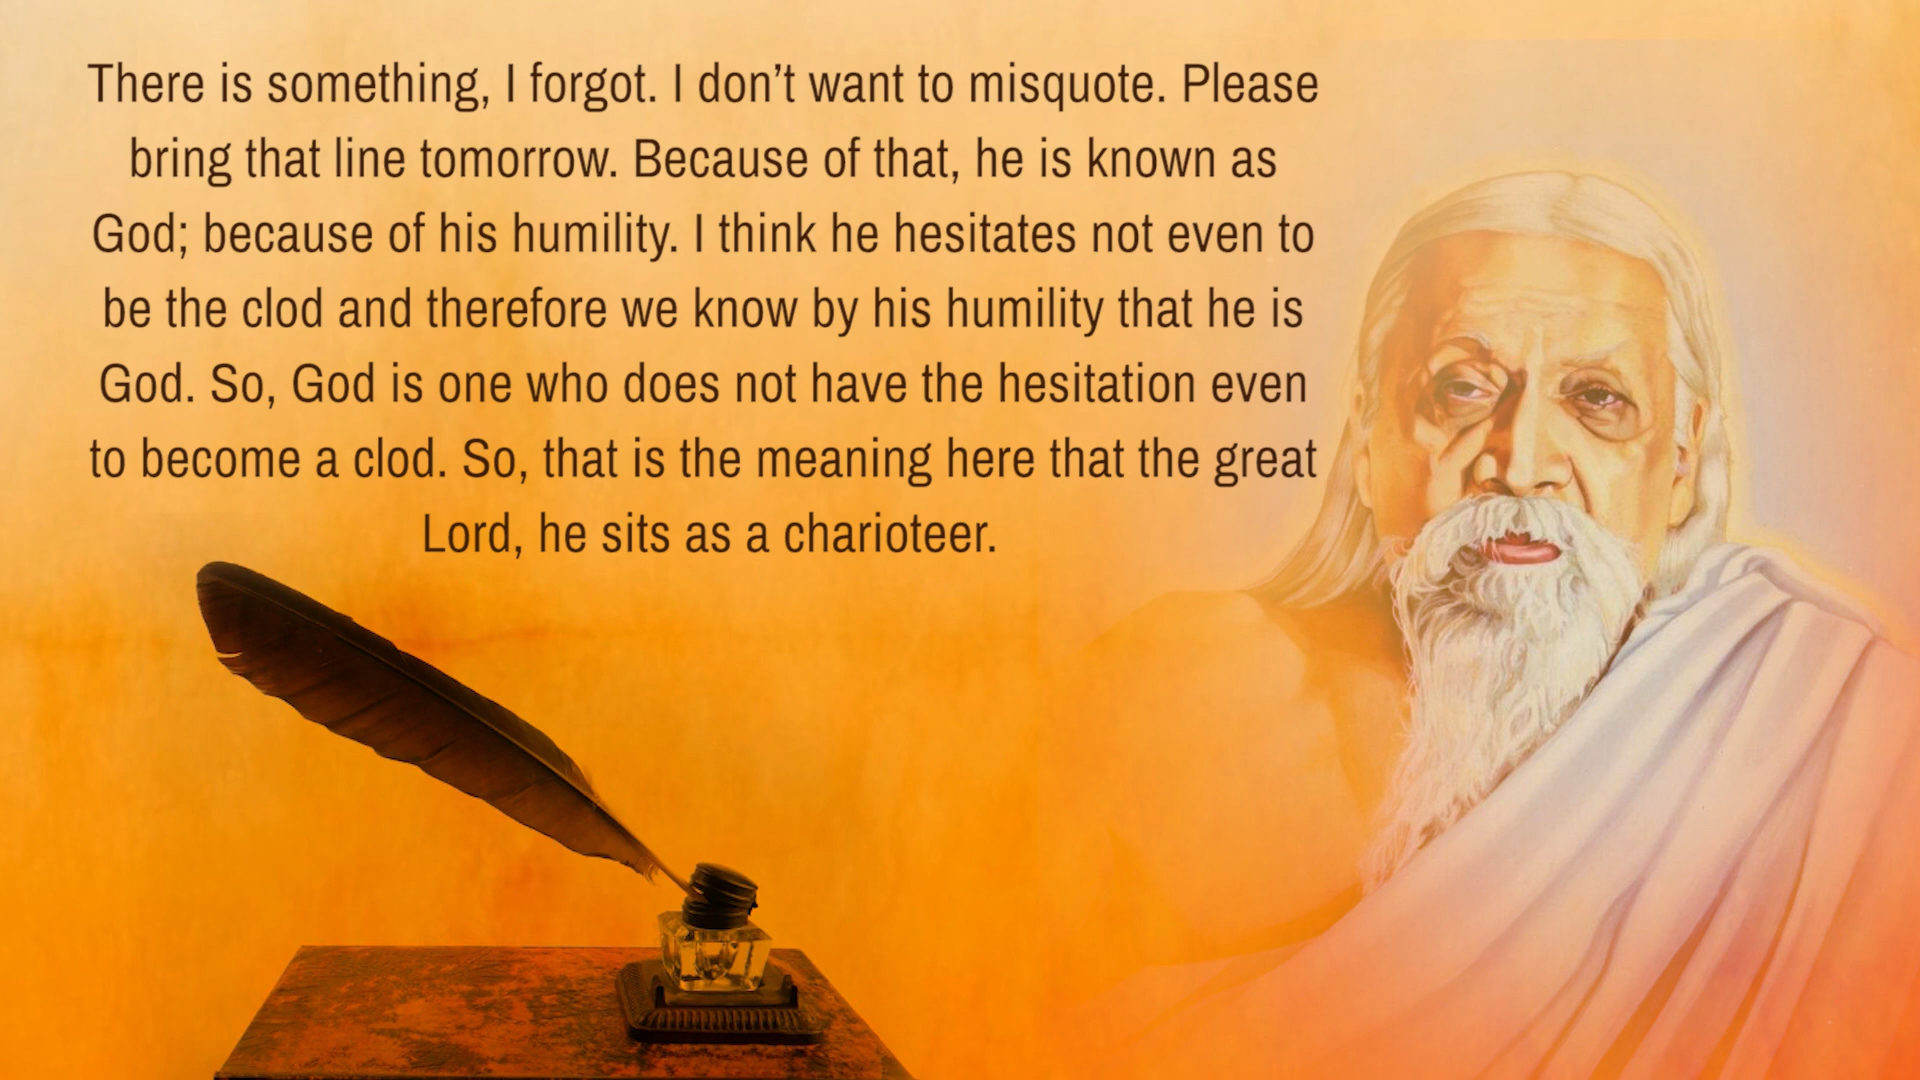 There is something, I forgot. I don’t want to misquote. Please
bring that line tomorrow. Because of that, he is known as
God; because of his humility. I think he hesitates not even to
be the clod and therefore we know by his humility that he is
God. So, God is one who does not have the hesitation even
to become a clod. So, that is the meaning here that the great
Lord, he sits as a charioteer.